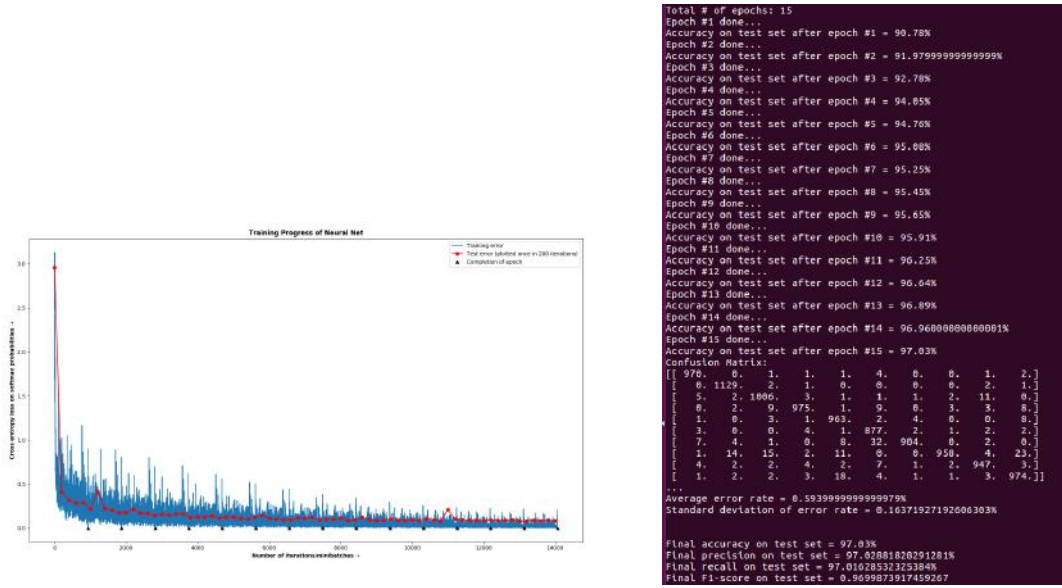 Training Progress of Neural Net
Training error
Test error (plotted once in 200 iterations)
Completion of epoch
Cross-entropy loss on softmax probabilities →
3.0
2.5
2.0
1.5
1.0
0.5
0.0
0
2000
4000
6000
8000
10000
12000
14000
Number of iterations/minibatches →
Total # of epochs: 15
Epoch #1 done...
Accuracy on test set after epoch #1 = 90.78%
Epoch #2 done...
Accuracy on test set after epoch #2 = 91.97999999999999%
Epoch #3 done...
Accuracy on test set after epoch #3 = 92.78%
Epoch #4 done...
Accuracy on test set after epoch #4 = 94.05%
Epoch #5 done...
Accuracy on test set after epoch #5 = 94.76%
Epoch #6 done...
Accuracy on test set after epoch #6 = 95.08%
Epoch #7 done...
Accuracy on test set after epoch #7 = 95.25%
Epoch #8 done...
Accuracy on test set after epoch #8 = 95.45%
Epoch #9 done...
Accuracy on test set after epoch #9 = 95.65%
Epoch #10 done...
Accuracy on test set after epoch #10 = 95.91%
Epoch #11 done...
Accuracy on test set after epoch #11 = 96.25%
Epoch #12 done...
Accuracy on test set after epoch #12 = 96.64%
Epoch #13 done...
Accuracy on test set after epoch #13 = 96.89%
Epoch #14 done...
Accuracy on test set after epoch #14 = 96.96000000000001%
Epoch #15 done...
Accuracy on test set after epoch #15 = 97.03%
Confusion Matrix:
[[ 970. 0. 1. 1. 1. 4. 0. 0. 1. 2.]
[ 0. 1129. 2. 1. 0. 0. 0. 0. 2. 1.]
[ 5. 2. 1006. 3. 1. 1. 1. 2. 11. 0.]
[ 0. 2. 9. 975. 1. 9. 0. 3. 3. 8.]
[ 1. 0. 3. 1. 963. 2. 4. 0. 0. 8.]
[ 3. 0. 0. 4. 1. 877. 2. 1. 2. 2.]
[ 7. 4. 1. 0. 8. 32. 904. 0. 2. 0.]
[ 1. 14. 15. 2. 11. 0. 0. 958. 4. 23.]
[ 4. 2. 2. 4. 2. 7. 1. 2. 947. 3.]
[ 1. 2. 2. 3. 18. 4. 1. 1. 3. 974.]]
...
Average error rate = 0.5939999999999979%
Standard deviation of error rate = 0.16371927192606303%
Final accuracy on test set = 97.03%
Final precision on test set = 97.02881828291281%
Final recall on test set = 97.01628532325384%
Final F1-score on test set = 0.9699873917459267